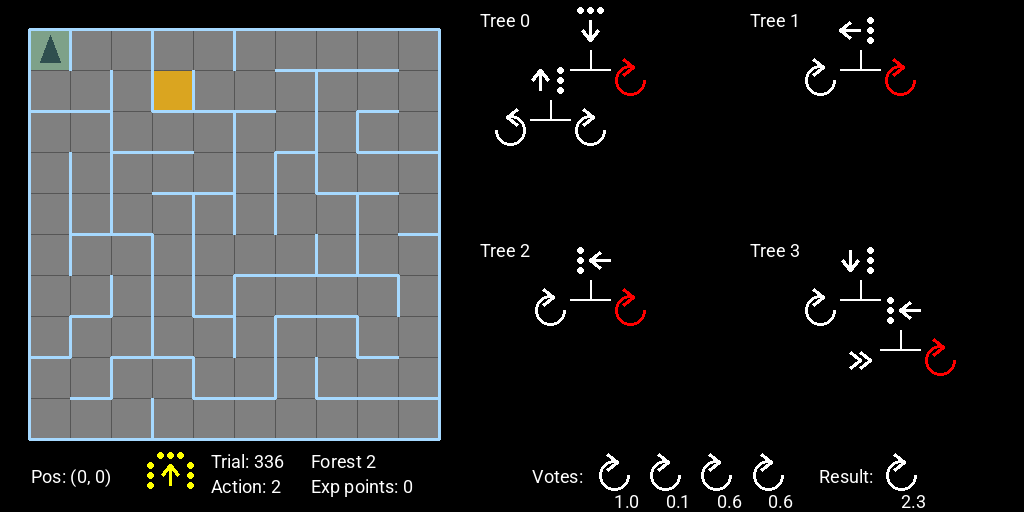 Tree 0
Tree 1
Tree 2
Tree 3
Pos: (0, 0)
Trial: 336
Forest 2
Action: 2
Exp points: 0
Votes:
1.0
0.1
0.6
0.6
Result:
2.3